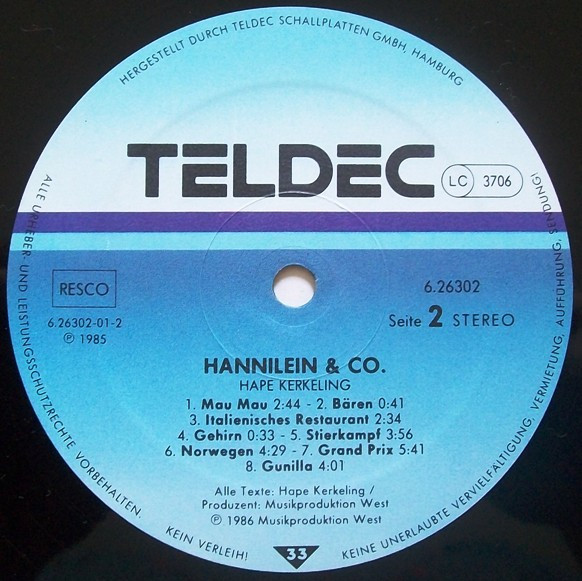 HERGESTELLT DURCH TELDEC SCHALLPLATTEN GMBH, HAMBURG
TELDEC
LC 3706
RESCO
6.26302
6.26302-01-2
Seite 2 STEREO
℗ 1985
HANNILEIN & CO.
HAPE KERKELING
1. Mau Mau 2:44 - 2. Bären 0:41
3. Italienisches Restaurant 2:34
4. Gehirn 0:33 - 5. Stierkampf 3:56
6. Norwegen 4:29 - 7. Grand Prix 5:41
8. Gunilla 4:01
Alle Texte: Hape Kerkeling /
Produzent: Musikproduktion West
℗ 1986 Musikproduktion West
33
ALLE URHEBER- UND LEISTUNGSSCHUTZRECHTE VORBEHALTEN. KEIN VERLEIH! KEINE UNERLAUBTE VERVIELFÄLTIGUNG, VERMIETUNG, AUFFÜHRUNG, SENDUNG!